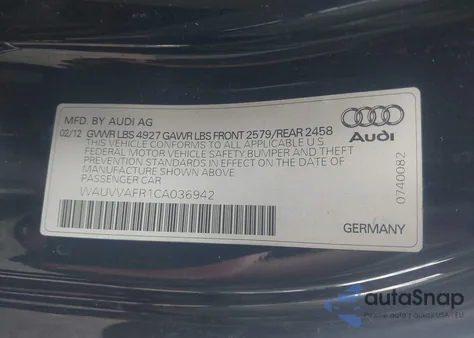 MFD. BY AUDI AG
02/12 GVWR LBS 4927 GAWR LBS FRONT 2579/REAR 2458
THIS VEHICLE CONFORMS TO ALL APPLICABLE U.S.
FEDERAL MOTOR VEHICLE SAFETY, BUMPER AND THEFT
PREVENTION STANDARDS IN EFFECT ON THE DATE OF
MANUFACTURE SHOWN ABOVE
PASSENGER CAR
WAUVVAFR1CA036942
Audi
0740082
GERMANY
autaSnap